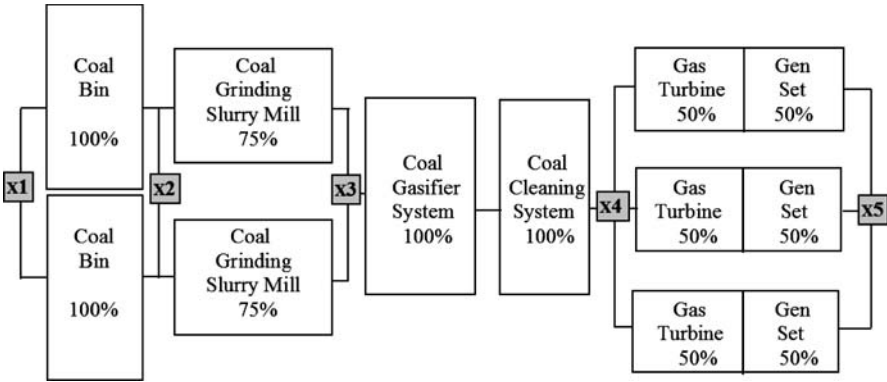 x1
Coal
Bin
100%
Coal
Bin
100%
x2
Coal
Grinding
Slurry Mill
75%
Coal
Grinding
Slurry Mill
75%
x3
Coal
Gasifier
System
100%
Coal
Cleaning
System
100%
x4
Gas
Turbine
50%
Gen
Set
50%
Gas
Turbine
50%
Gen
Set
50%
Gas
Turbine
50%
Gen
Set
50%
x5